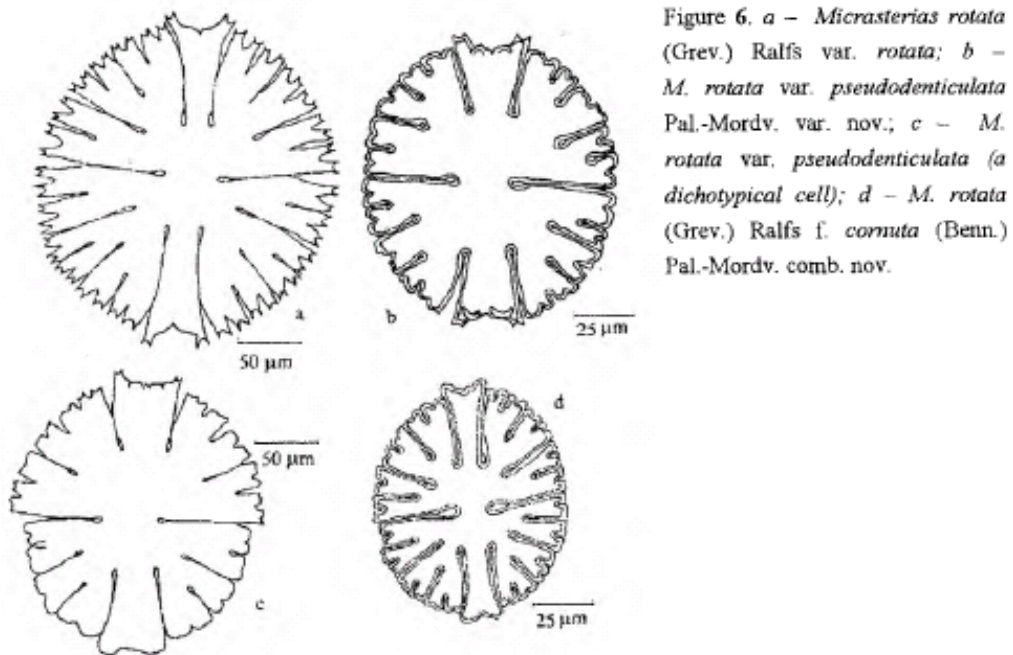 Figure 6. a – Micrasterias rotata
(Grev.) Ralfs var. rotata; b –
M. rotata var. pseudodenticulata
Pal.-Mordv. var. nov.; c – M.
rotata var. pseudodenticulata (a
dichotypical cell); d – M. rotata
(Grev.) Ralfs f. cornuta (Benn.)
Pal.-Mordv. comb. nov.
a
50 μm
b
25 μm
c
50 μm
d
25 μm